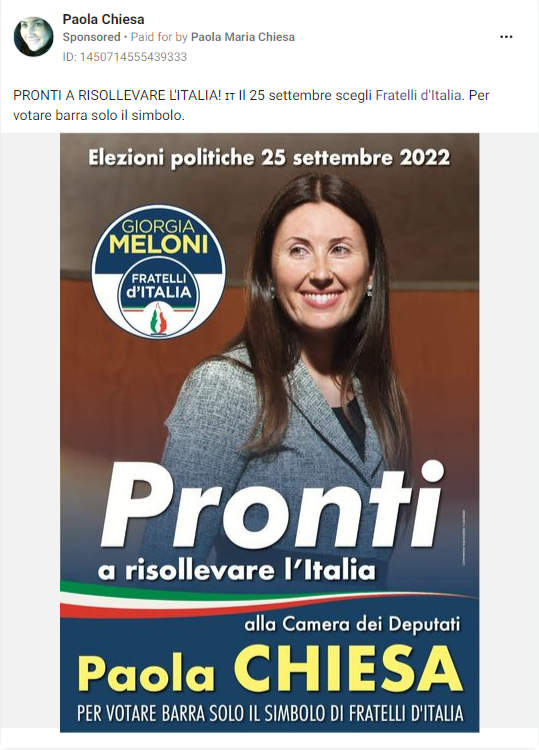 Paola Chiesa
Sponsored • Paid for by Paola Maria Chiesa
ID: 1450714555439333
PRONTI A RISOLLEVARE L'ITALIA! IT Il 25 settembre scegli Fratelli d'Italia. Per
votare barra solo il simbolo.
Elezioni politiche 25 settembre 2022
GIORGIA
MELONI
FRATELLI
d'ITALIA
Pronti
a risollevare l'Italia
alla Camera dei Deputati
Paola CHIESA
PER VOTARE BARRA SOLO IL SIMBOLO DI FRATELLI D'ITALIA